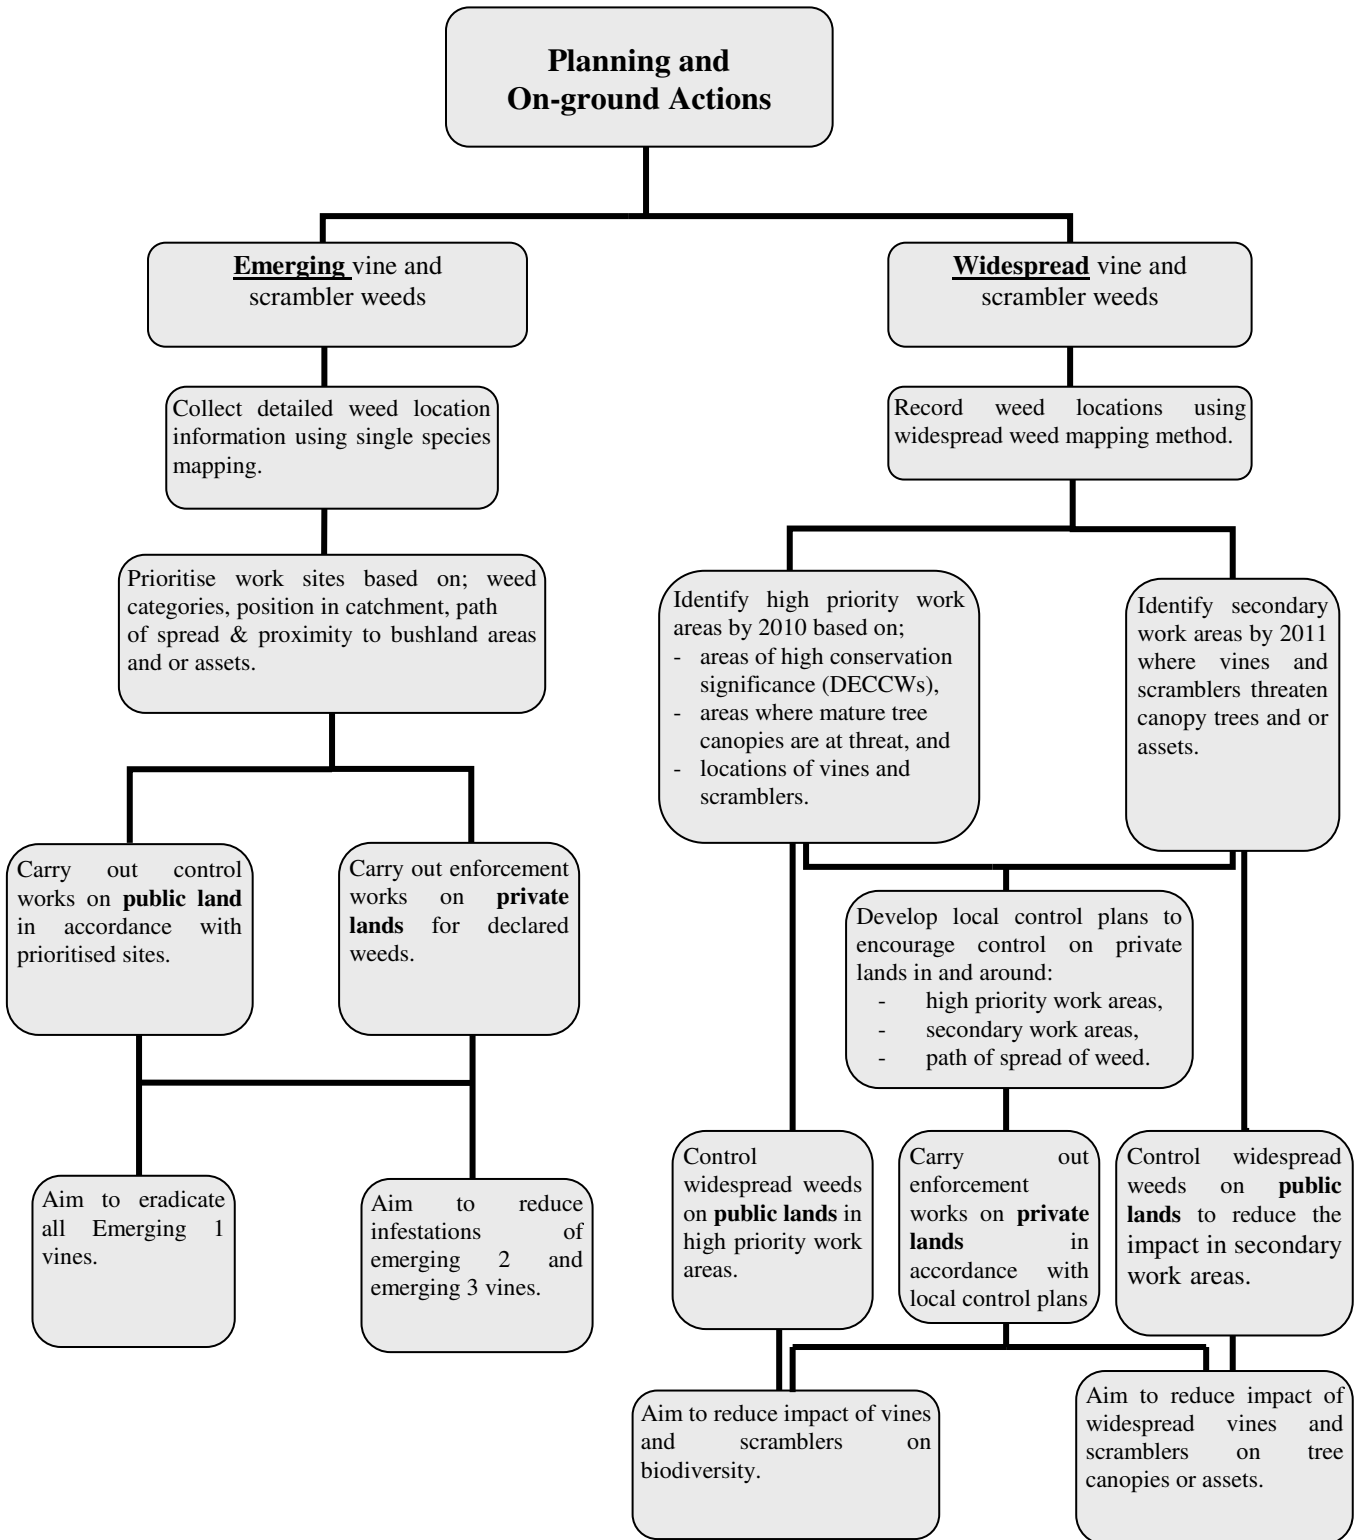 Planning and
On-ground Actions
Emerging vine and
scrambler weeds
Widespread vine and
scrambler weeds
Collect detailed weed location
information using single species
mapping.
Record weed locations using
widespread weed mapping method.
Prioritise work sites based on; weed
categories, position in catchment, path
of spread & proximity to bushland areas
and or assets.
Identify high priority work
areas by 2010 based on;
- areas of high conservation
significance (DECCWs),
- areas where mature tree
canopies are at threat, and
- locations of vines and
scramblers.
Identify secondary
work areas by 2011
where vines and
scramblers threaten
canopy trees and or
assets.
Carry out control
works on public land
in accordance with
prioritised sites.
Carry out enforcement
works on private
lands for declared
weeds.
Develop local control plans to
encourage control on private
lands in and around:
- high priority work areas,
- secondary work areas,
- path of spread of weed.
Aim to eradicate
all Emerging 1
vines.
Aim to reduce
infestations of
emerging 2 and
emerging 3 vines.
Control
widespread weeds
on public lands in
high priority work
areas.
Carry out
enforcement
works on private
lands in
accordance with
local control plans
Control widespread
weeds on public
lands to reduce the
impact in secondary
work areas.
Aim to reduce impact of vines
and scramblers on
biodiversity.
Aim to reduce impact of
widespread vines and
scramblers on tree
canopies or assets.